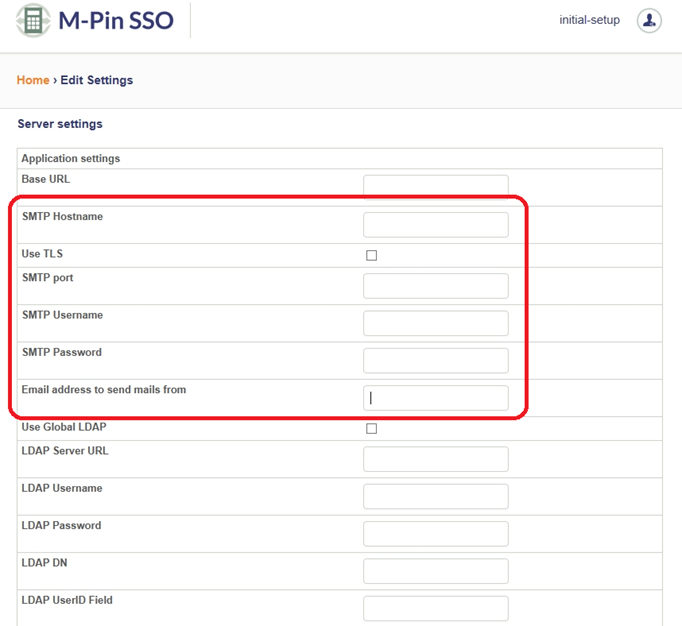 M-Pin SSO
initial-setup
Home › Edit Settings
Server settings
Application settings
Base URL
SMTP Hostname
Use TLS
SMTP port
SMTP Username
SMTP Password
Email address to send mails from
Use Global LDAP
LDAP Server URL
LDAP Username
LDAP Password
LDAP DN
LDAP UserID Field